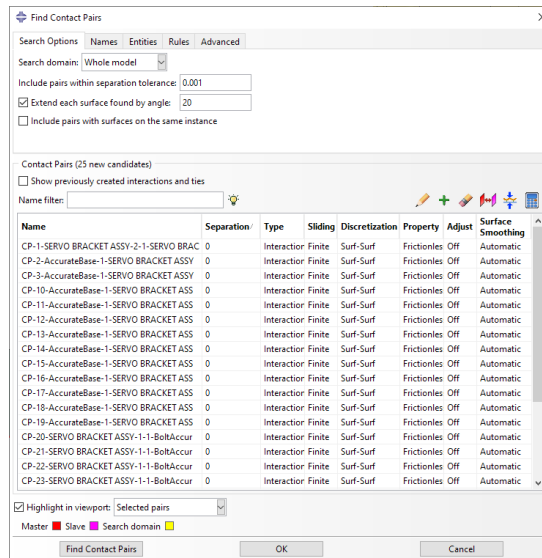 Find Contact Pairs
Search Options Names Entities Rules Advanced
Search domain: Whole model
Include pairs within separation tolerance: 0.001
Extend each surface found by angle: 20
Include pairs with surfaces on the same instance
Contact Pairs (25 new candidates)
Show previously created interactions and ties
Name filter:
Name Separation Type Sliding Discretization Property Adjust Surface Smoothing
CP-1-SERVO BRACKET ASSY-2-1-SERVO BRAC 0 Interaction Finite Surf-Surf Frictionles Off Automatic
CP-2-AccurateBase-1-SERVO BRACKET ASSY 0 Interaction Finite Surf-Surf Frictionles Off Automatic
CP-3-AccurateBase-1-SERVO BRACKET ASSY 0 Interaction Finite Surf-Surf Frictionles Off Automatic
CP-10-AccurateBase-1-SERVO BRACKET ASS 0 Interaction Finite Surf-Surf Frictionles Off Automatic
CP-11-AccurateBase-1-SERVO BRACKET ASS 0 Interaction Finite Surf-Surf Frictionles Off Automatic
CP-12-AccurateBase-1-SERVO BRACKET ASS 0 Interaction Finite Surf-Surf Frictionles Off Automatic
CP-13-AccurateBase-1-SERVO BRACKET ASS 0 Interaction Finite Surf-Surf Frictionles Off Automatic
CP-14-AccurateBase-1-SERVO BRACKET ASS 0 Interaction Finite Surf-Surf Frictionles Off Automatic
CP-15-AccurateBase-1-SERVO BRACKET ASS 0 Interaction Finite Surf-Surf Frictionles Off Automatic
CP-16-AccurateBase-1-SERVO BRACKET ASS 0 Interaction Finite Surf-Surf Frictionles Off Automatic
CP-17-AccurateBase-1-SERVO BRACKET ASS 0 Interaction Finite Surf-Surf Frictionles Off Automatic
CP-18-AccurateBase-1-SERVO BRACKET ASS 0 Interaction Finite Surf-Surf Frictionles Off Automatic
CP-19-AccurateBase-1-SERVO BRACKET ASS 0 Interaction Finite Surf-Surf Frictionles Off Automatic
CP-20-SERVO BRACKET ASSY-1-1-BoltAccur 0 Interaction Finite Surf-Surf Frictionles Off Automatic
CP-21-SERVO BRACKET ASSY-1-1-BoltAccur 0 Interaction Finite Surf-Surf Frictionles Off Automatic
CP-22-SERVO BRACKET ASSY-1-1-BoltAccur 0 Interaction Finite Surf-Surf Frictionles Off Automatic
CP-23-SERVO BRACKET ASSY-1-1-BoltAccur 0 Interaction Finite Surf-Surf Frictionles Off Automatic
Highlight in viewport: Selected pairs
Master Slave Search domain
Find Contact Pairs OK Cancel